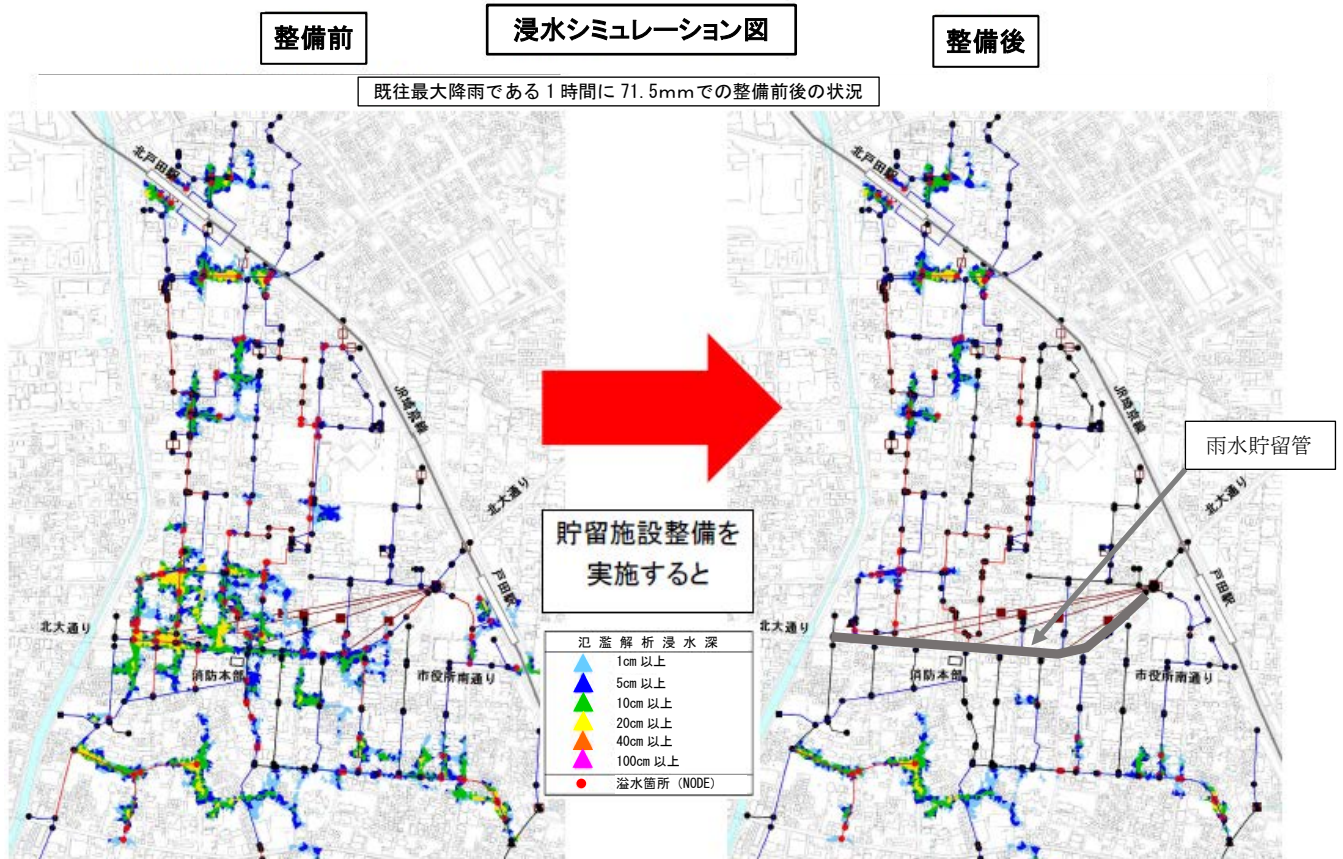 整備前
浸水シミュレーション図
整備後
既往最大降雨である1時間に71.5mmでの整備前後の状況
北戸田駅
JR埼京線
北大通り
戸田駅
北大通り
消防本部
市役所南通り
貯留施設整備を
実施すると
氾濫解析浸水深
1cm 以上
5cm 以上
10cm 以上
20cm 以上
40cm 以上
100cm 以上
溢水箇所 (NODE)
北戸田駅
JR埼京線
雨水貯留管
北大通り
戸田駅
北大通り
消防本部
市役所南通り